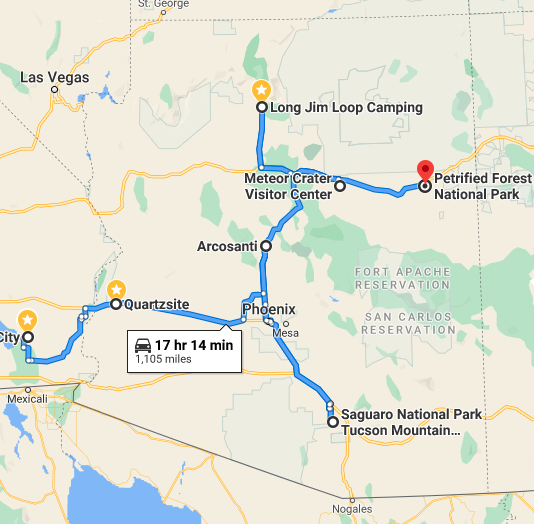 St. George
Las Vegas
Long Jim Loop Camping
Meteor Crater
Visitor Center
Petrified Forest
National Park
Arcosanti
FORT APACHE
RESERVATION
Quartzsite
Phoenix
SAN CARLOS
RESERVATION
Mesa
City
17 hr 14 min
1,105 miles
Mexicali
Saguaro National Park
Tucson Mountain...
Nogales